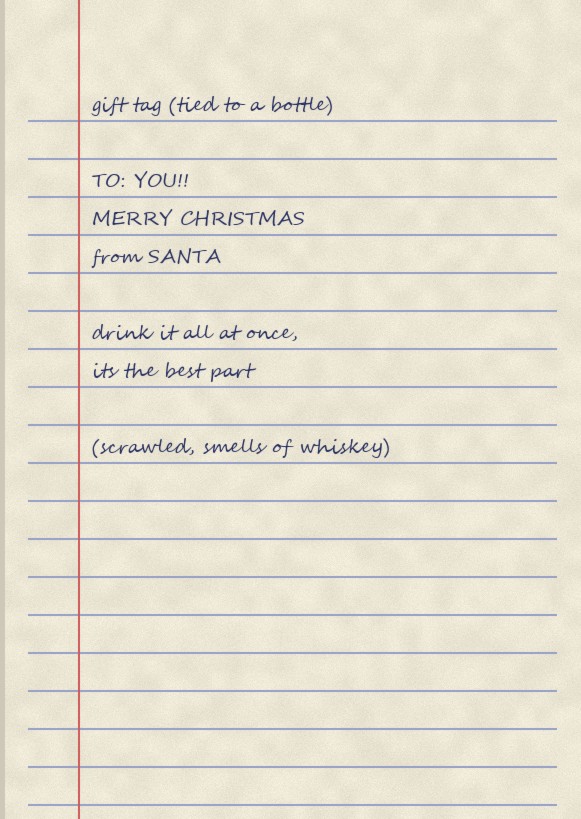 gift tag (tied to a bottle)
TO: YOU!!
MERRY CHRISTMAS
from SANTA
drink it all at once,
its the best part
(scrawled, smells of whiskey)